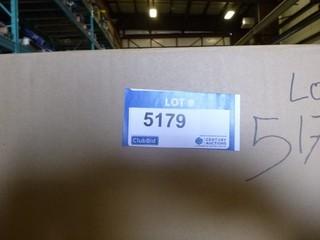 LOT #
5179
ClubBid
CENTURY
AUCTIONS
LO
517